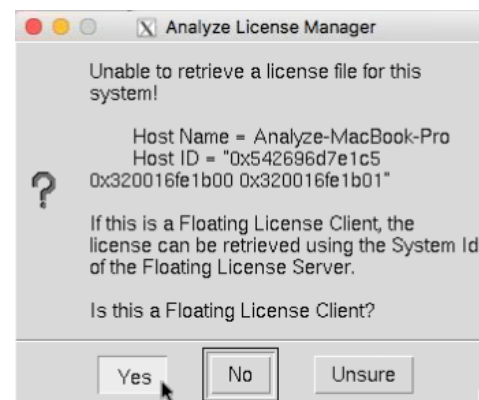 Analyze License Manager
Unable to retrieve a license file for this
system!
Host Name = Analyze-MacBook-Pro
Host ID = "0x542696d7e1c5
0x320016fe1b00 0x320016fe1b01"
?
If this is a Floating License Client, the
license can be retrieved using the System Id
of the Floating License Server.
Is this a Floating License Client?
Yes No Unsure